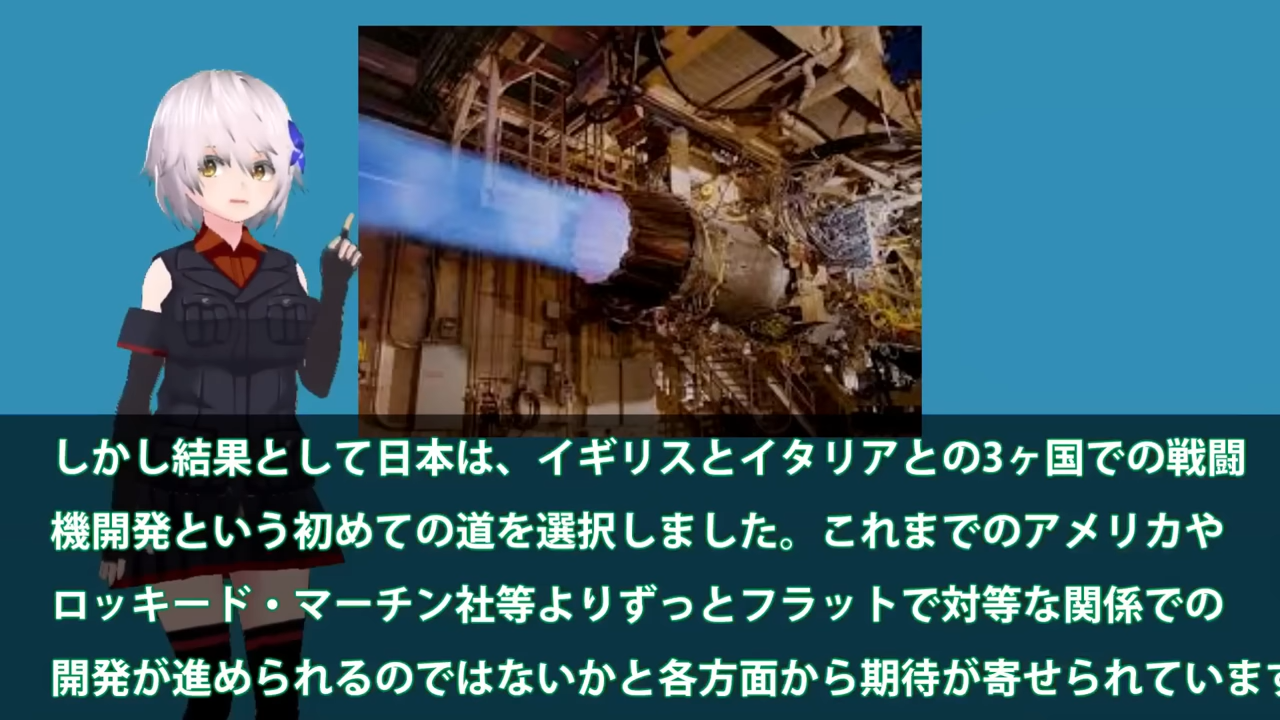 しかし結果として日本は、イギリスとイタリアとの3ヶ国での戦闘
機開発という初めての道を選択しました。これまでのアメリカや
ロッキード・マーチン社等よりずっとフラットで対等な関係での
開発が進められるのではないかと各方面から期待が寄せられています